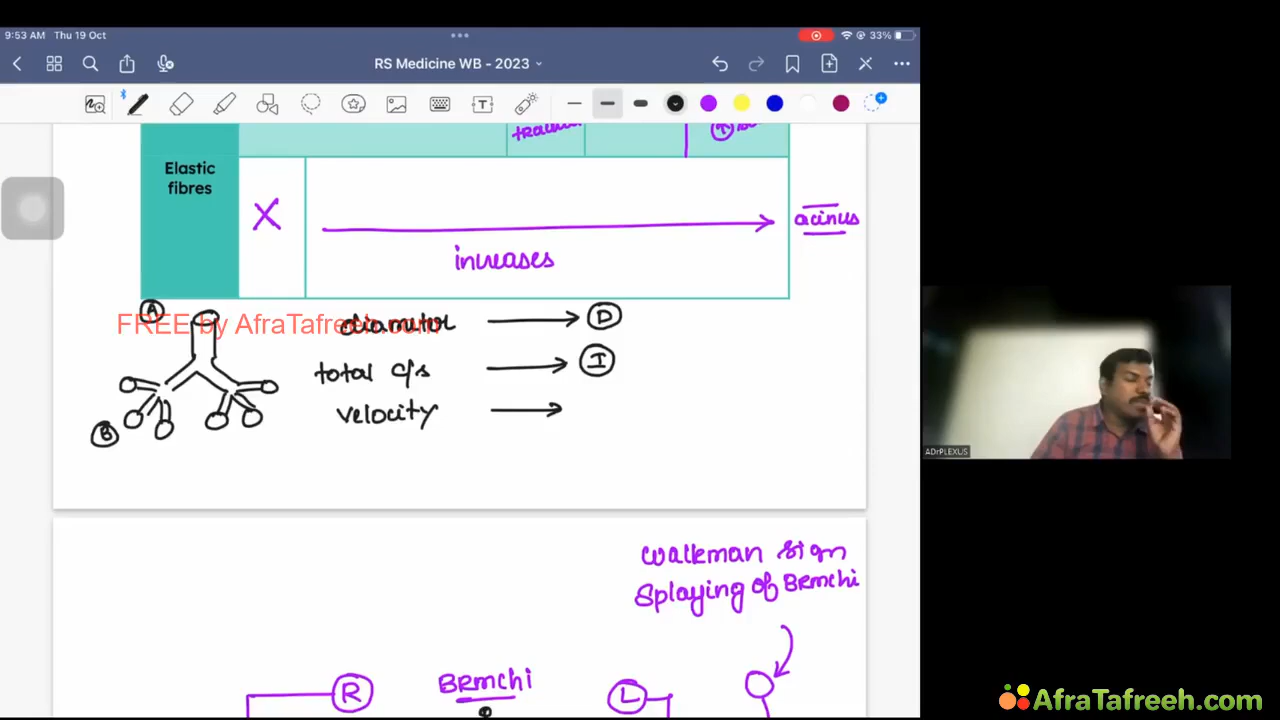 9:53 AM Thu 19 Oct
33%
RS Medicine WB - 2023
T
Elastic
fibres
X
increases
acinus
A
FREE by AfraTafreeh.com
D
total c/s
I
velocity
B
ADrPLEXUS
Walkman sign
Splaying of Bronchi
R
Bronchi
L
AfraTafreeh.com